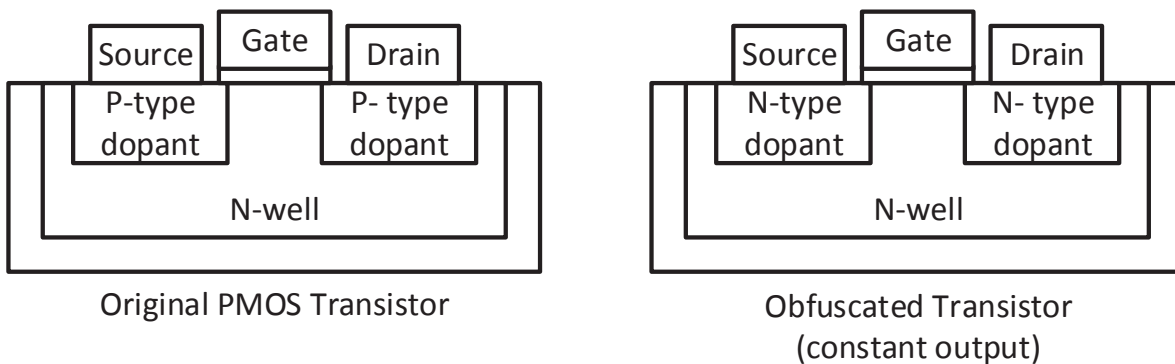 Source Gate Drain
P-type dopant P- type dopant
N-well
Original PMOS Transistor
Source Gate Drain
N-type dopant N- type dopant
N-well
Obfuscated Transistor
(constant output)